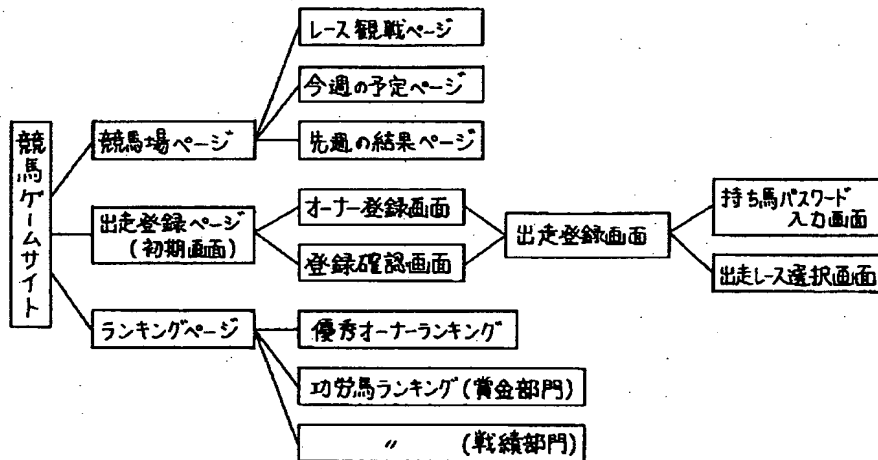 競馬ゲームサイト
競馬場ページ
レース観戦ページ
今週の予定ページ
先週の結果ページ
出走登録ページ
(初期画面)
オーナー登録画面
登録確認画面
出走登録画面
持ち馬パスワード
入力画面
出走レース選択画面
ランキングページ
優秀オーナーランキング
功労馬ランキング(賞金部門)
〃 (戦績部門)